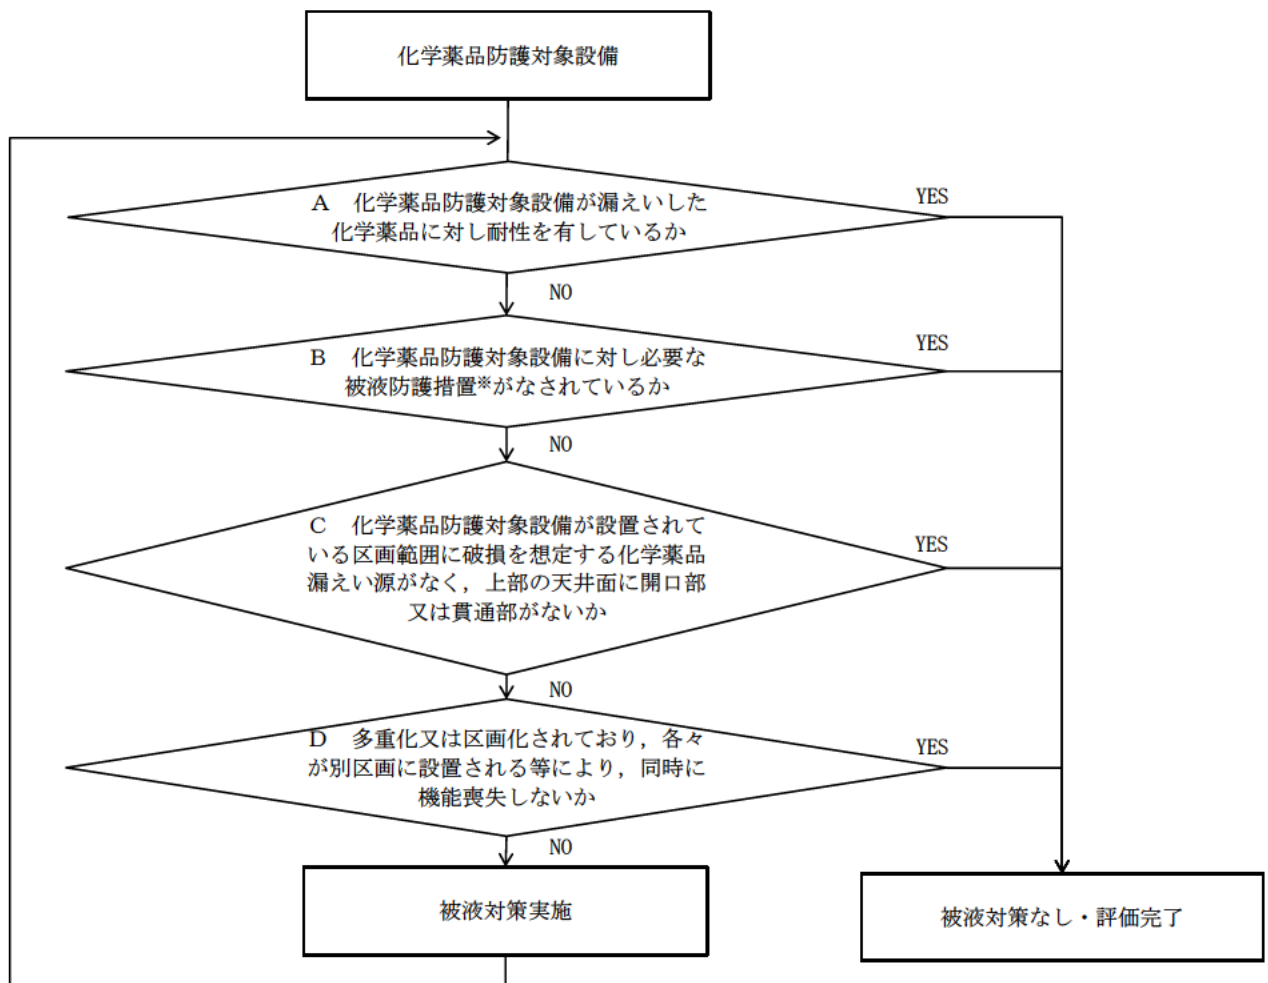 化学薬品防護対象設備
A　化学薬品防護対象設備が漏えいした
化学薬品に対し耐性を有しているか
YES
NO
B　化学薬品防護対象設備に対し必要な
被液防護措置※がなされているか
YES
NO
C　化学薬品防護対象設備が設置されて
いる区画範囲に破損を想定する化学薬品
漏えい源がなく，上部の天井面に開口部
又は貫通部がないか
YES
NO
D　多重化又は区画化されており，各々
が別区画に設置される等により，同時に
機能喪失しないか
YES
NO
被液対策実施
被液対策なし・評価完了